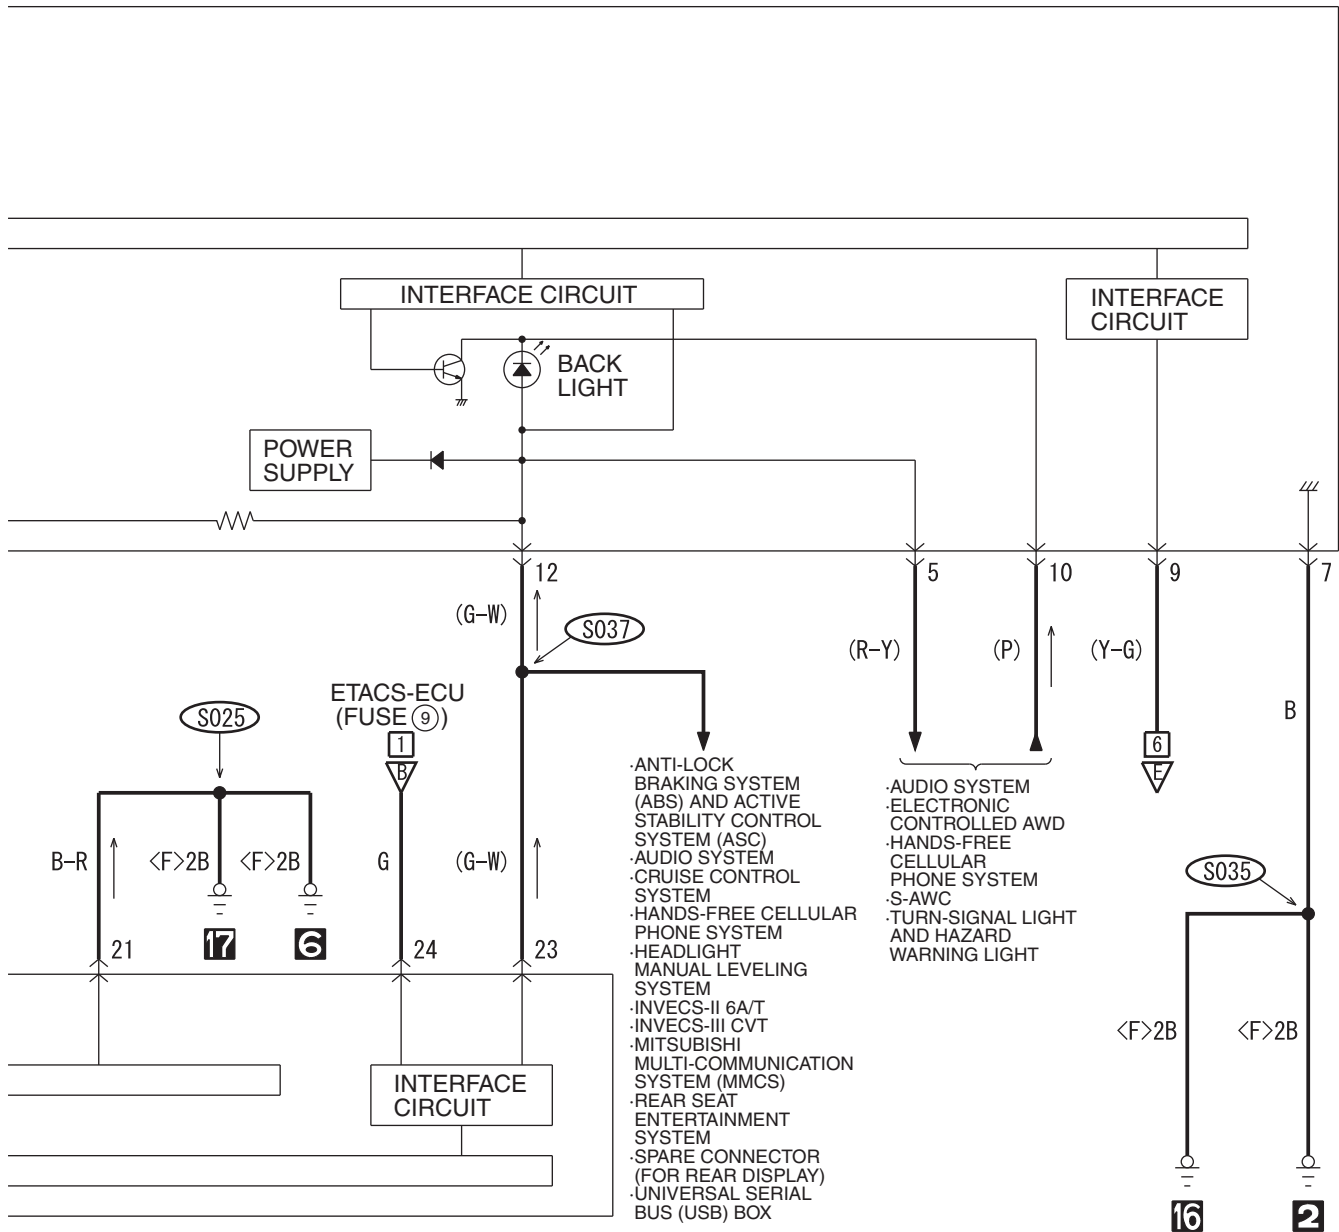 INTERFACE CIRCUIT
INTERFACE
CIRCUIT
BACK
LIGHT
POWER
SUPPLY
12
5
10
9
7
(G-W)
S037
(R-Y)
(P)
(Y-G)
B
ETACS-ECU
(FUSE 9)
1
B
S025
6
E
B-R
<F>2B
<F>2B
G
(G-W)
·ANTI-LOCK
BRAKING SYSTEM
(ABS) AND ACTIVE
STABILITY CONTROL
SYSTEM (ASC)
·AUDIO SYSTEM
·CRUISE CONTROL
SYSTEM
·HANDS-FREE CELLULAR
PHONE SYSTEM
·HEADLIGHT
MANUAL LEVELING
SYSTEM
·INVECS-II 6A/T
·INVECS-III CVT
·MITSUBISHI
MULTI-COMMUNICATION
SYSTEM (MMCS)
·REAR SEAT
ENTERTAINMENT
SYSTEM
·SPARE CONNECTOR
(FOR REAR DISPLAY)
·UNIVERSAL SERIAL
BUS (USB) BOX
·AUDIO SYSTEM
·ELECTRONIC
CONTROLLED AWD
·HANDS-FREE
CELLULAR
PHONE SYSTEM
·S-AWC
·TURN-SIGNAL LIGHT
AND HAZARD
WARNING LIGHT
S035
17
6
21
24
23
<F>2B
<F>2B
INTERFACE
CIRCUIT
16
2